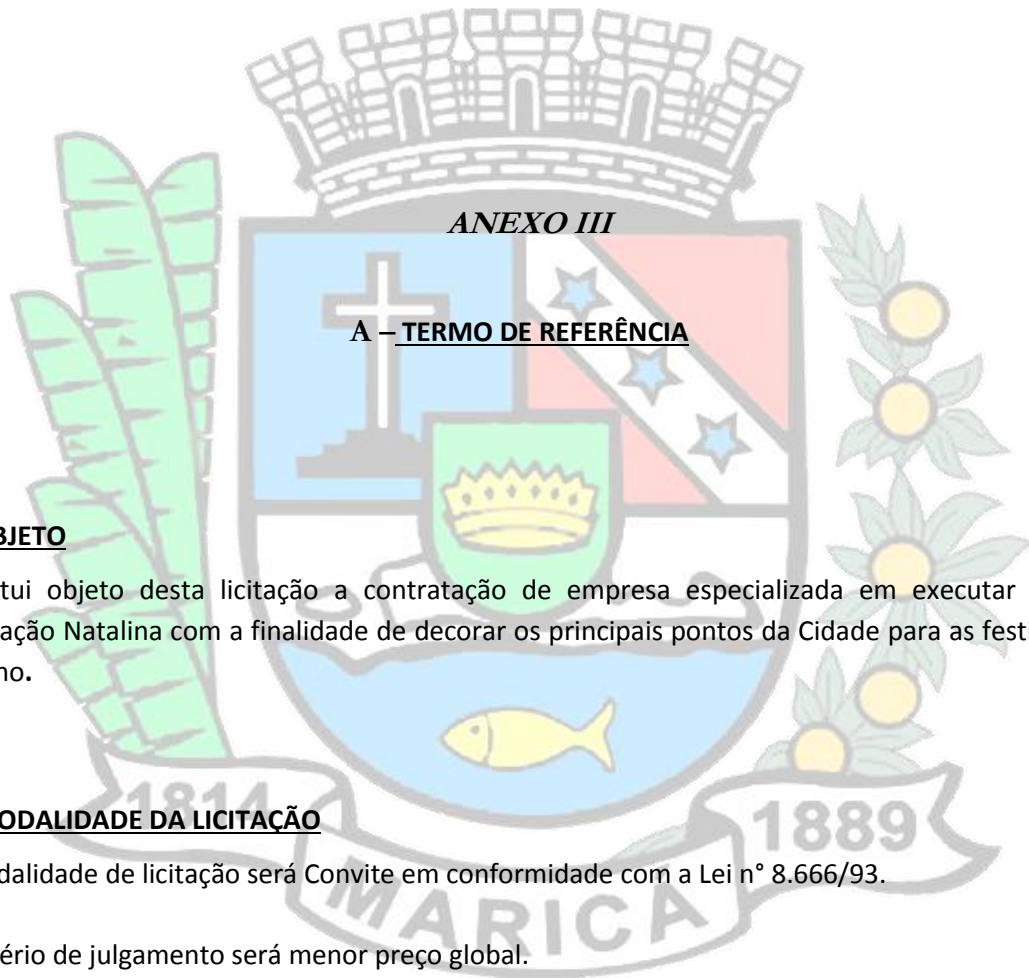 ANEXO III
A – TERMO DE REFERÊNCIA
BJETO
tui objeto desta licitação a contratação de empresa especializada em executar
ação Natalina com a finalidade de decorar os principais pontos da Cidade para as festi
no.
1814
1889
ODALIDADE DA LICITAÇÃO
dalidade de licitação será Convite em conformidade com a Lei n° 8.666/93.
MARICÁ
ério de julgamento será menor preço global.